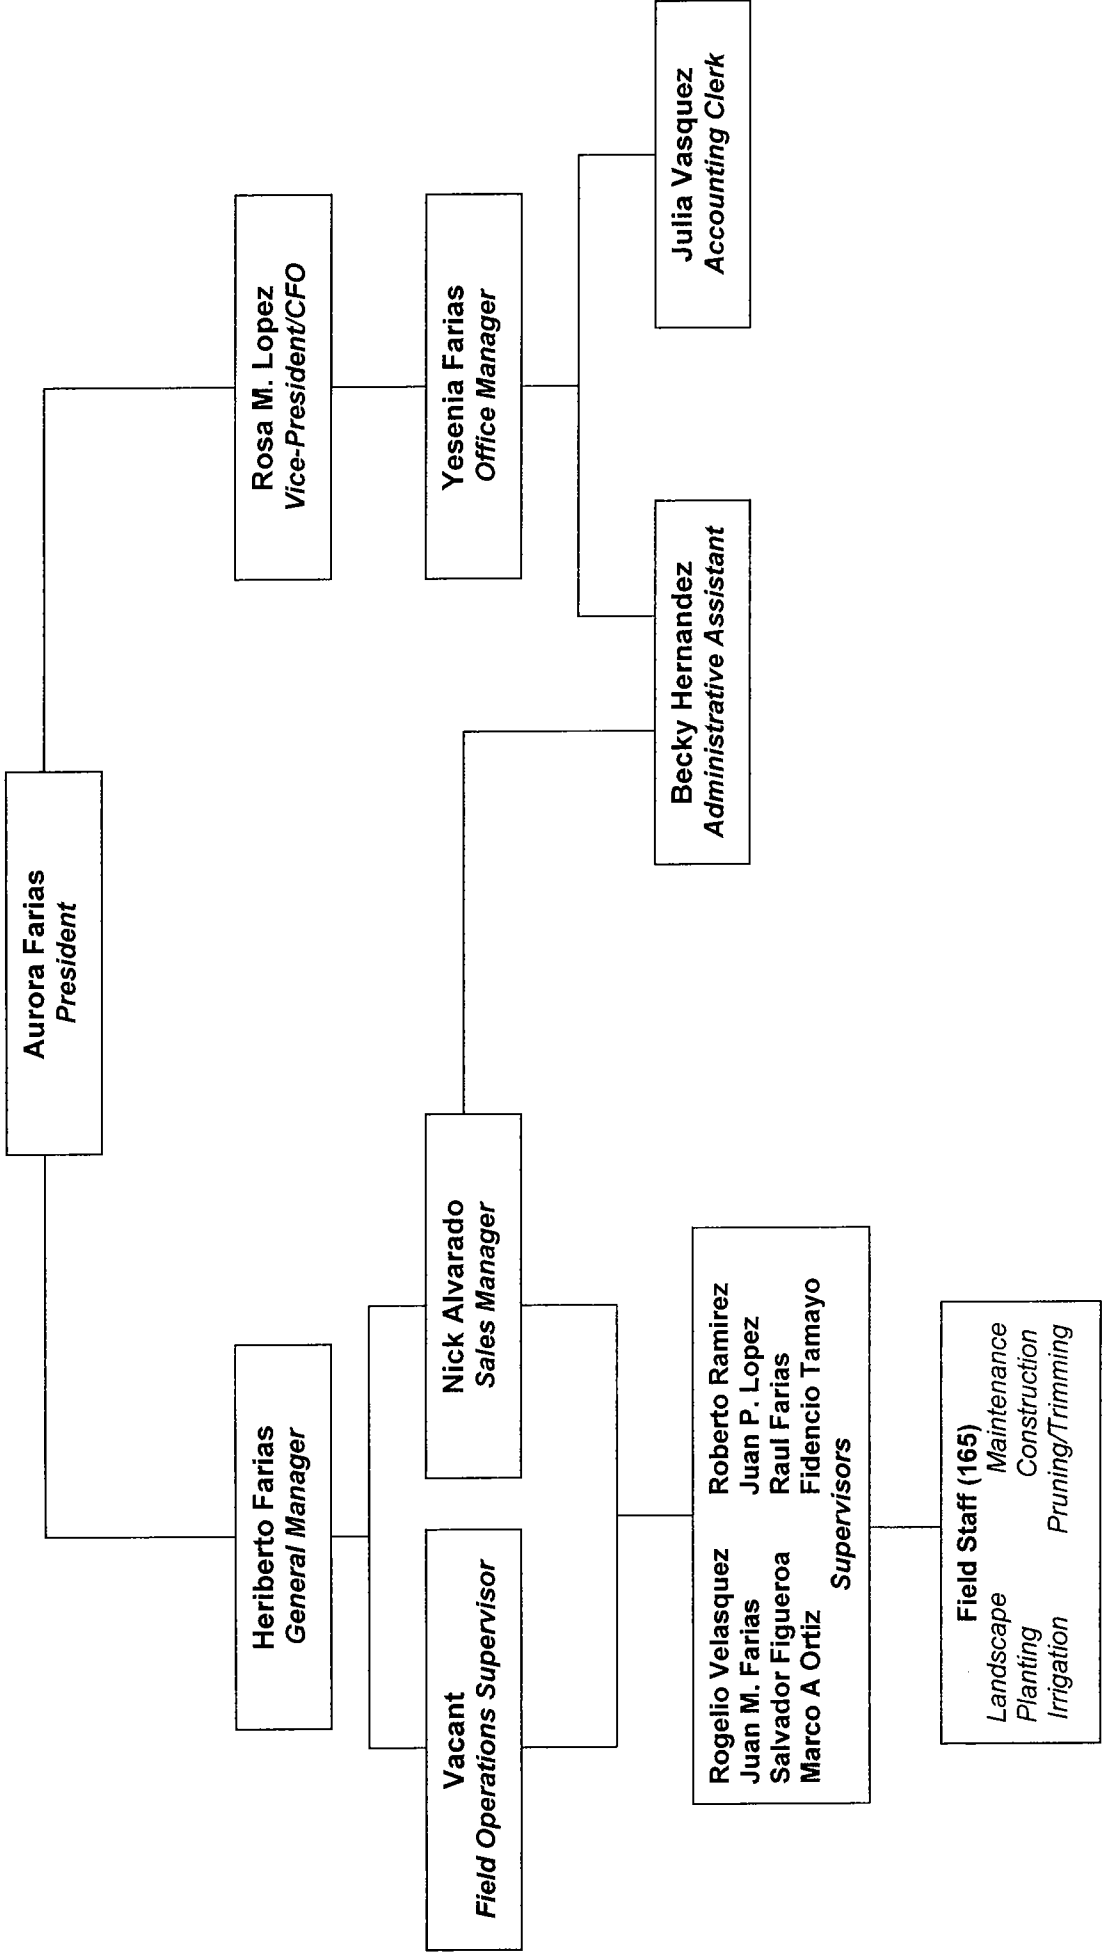 Aurora Farias
President
Heriberto Farias
General Manager
Rosa M. Lopez
Vice-President/CFO
Vacant
Field Operations Supervisor
Nick Alvarado
Sales Manager
Yesenia Farias
Office Manager
Becky Hernandez
Administrative Assistant
Julia Vasquez
Accounting Clerk
Rogelio Velasquez Roberto Ramirez
Juan M. Farias Juan P. Lopez
Salvador Figueroa Raul Farias
Marco A Ortiz Fidencio Tamayo
Supervisors
Field Staff (165)
Landscape Maintenance
Planting Construction
Irrigation Pruning/Trimming